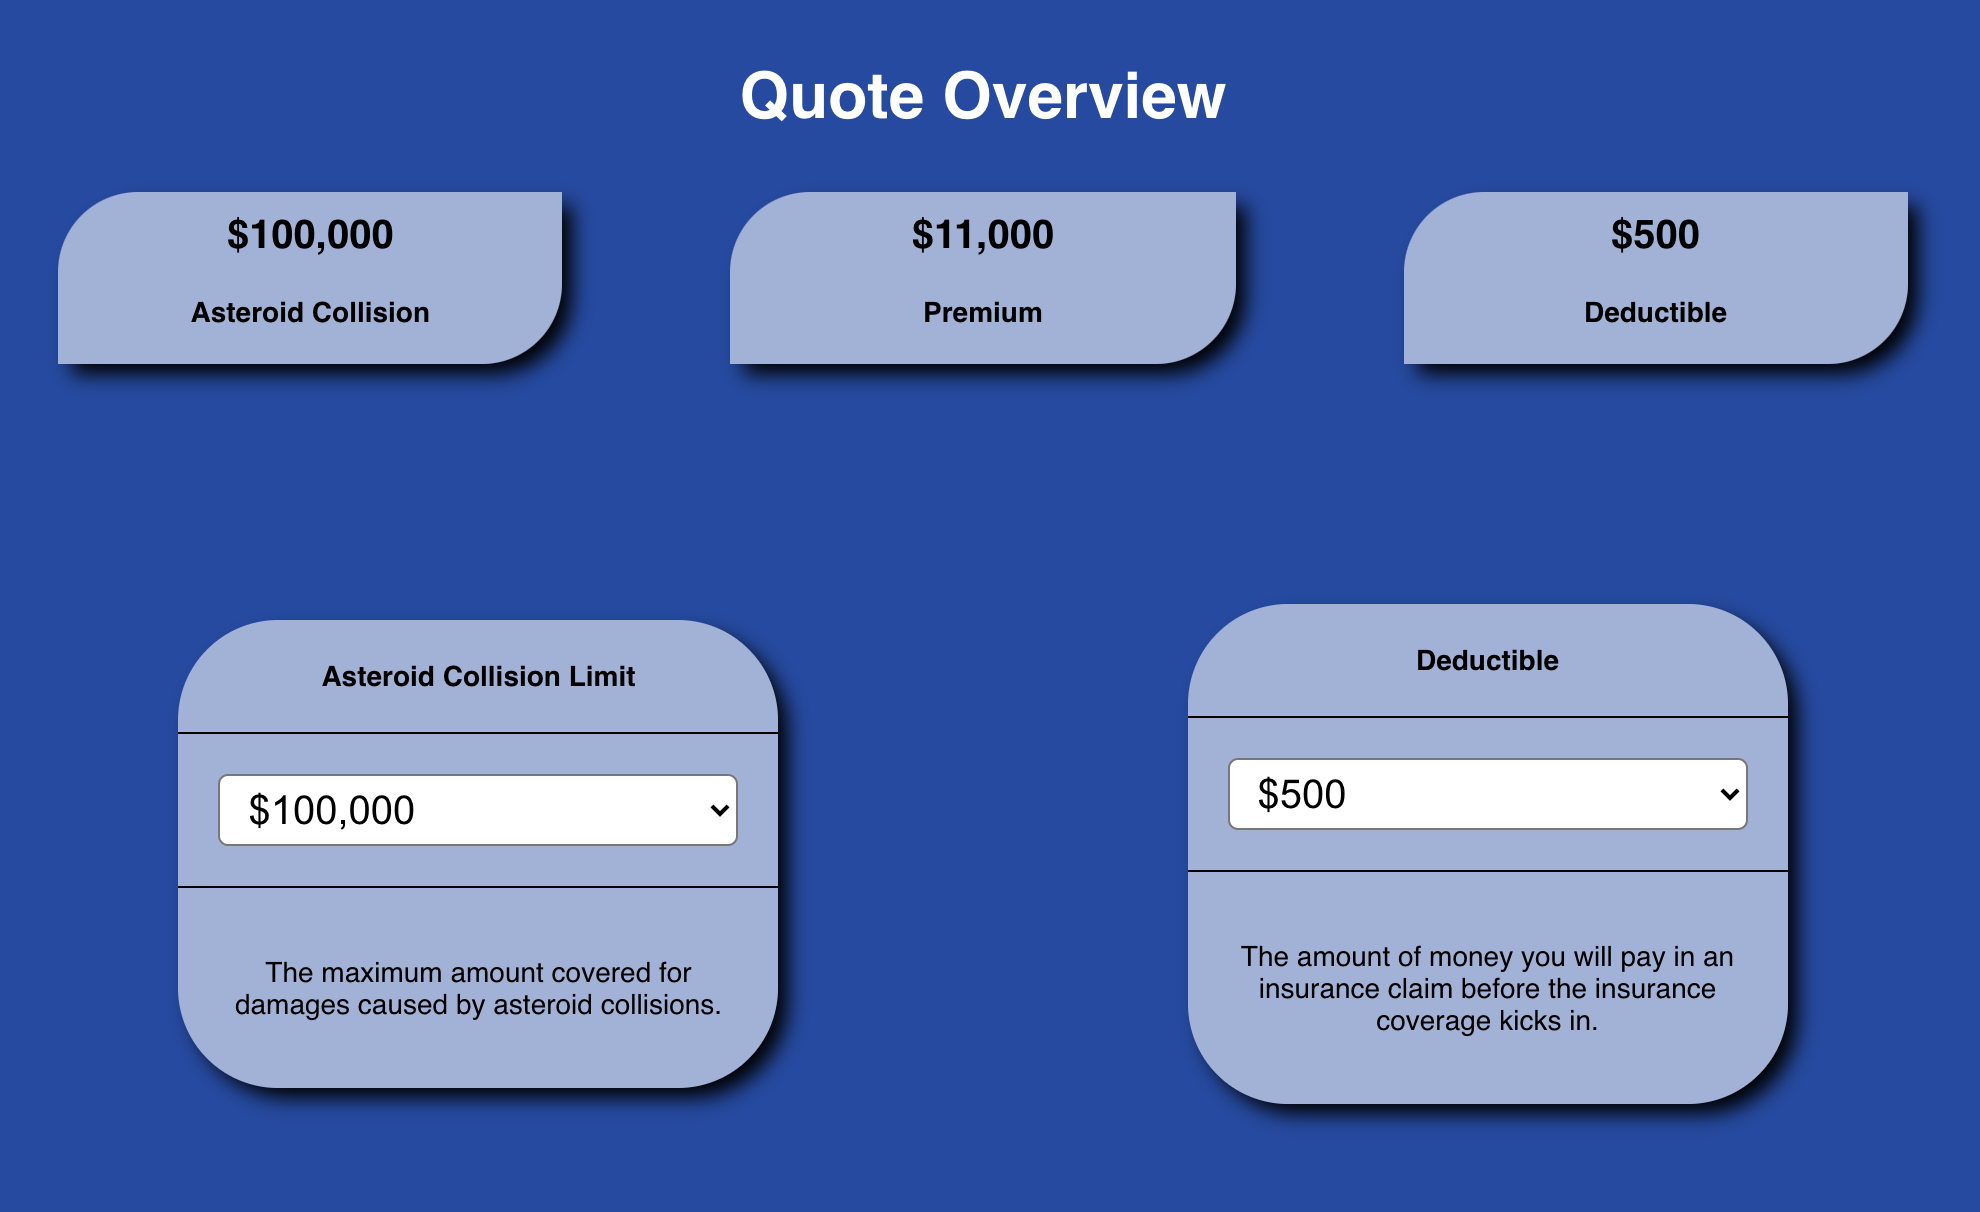 Quote Overview
$100,000
Asteroid Collision
$11,000
Premium
$500
Deductible
Asteroid Collision Limit
$100,000
The maximum amount covered for
damages caused by asteroid collisions.
Deductible
$500
The amount of money you will pay in an
insurance claim before the insurance
coverage kicks in.